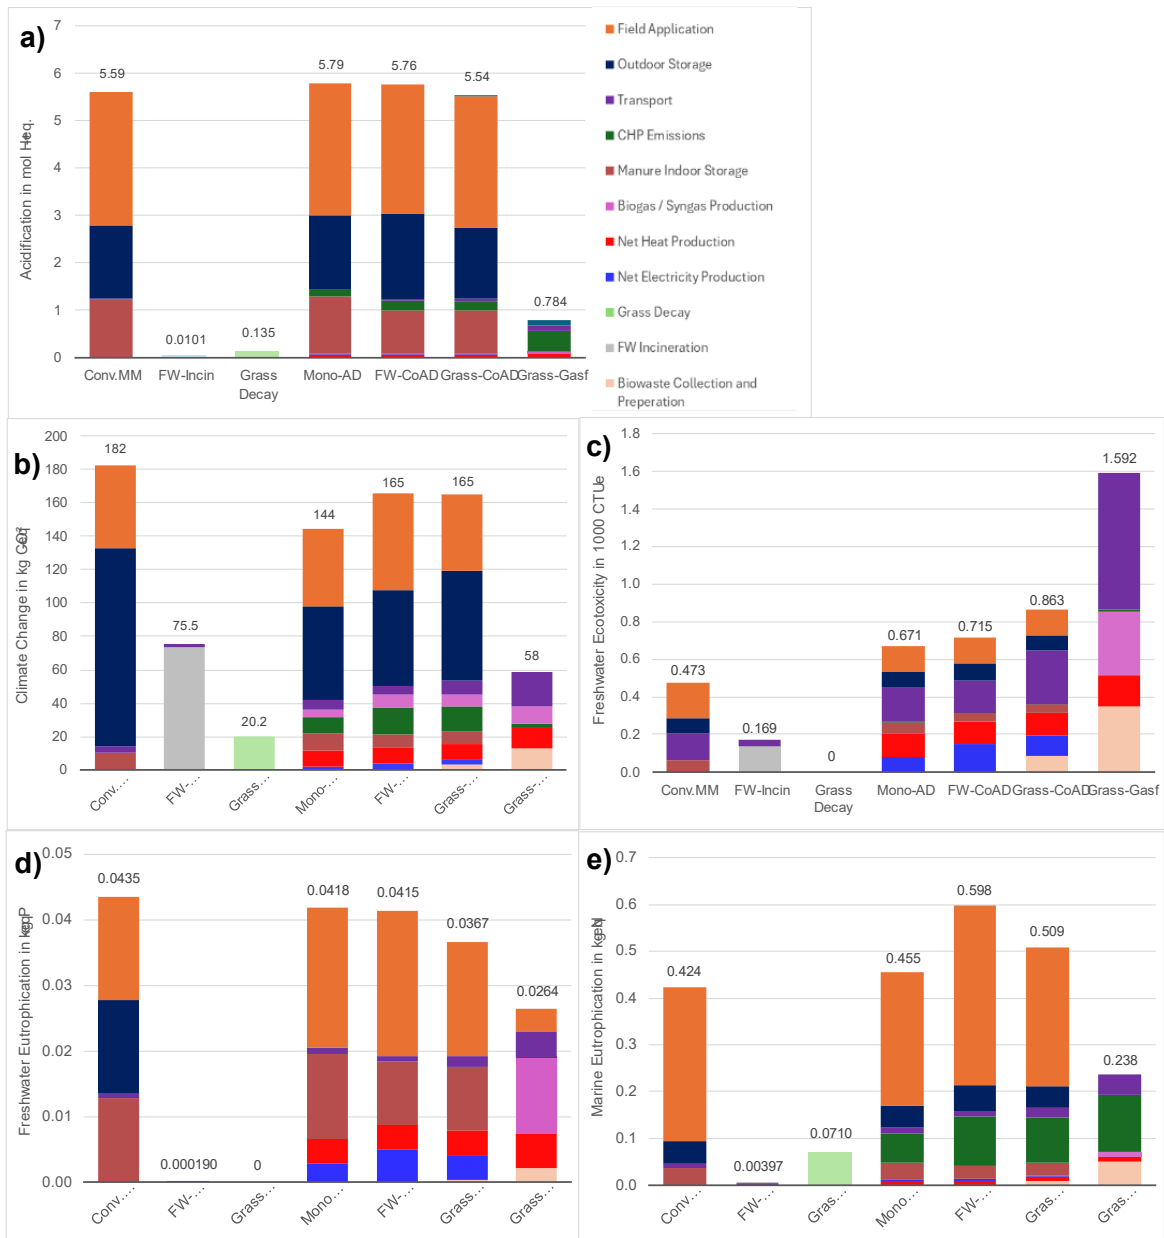 a)
Acidification in mol H+eq.
7
6
5
4
3
2
1
0
5.59
0.0101
0.135
5.79
5.76
5.54
0.784
Conv.MM
FW-Incin
Grass
Decay
Mono-AD
FW-CoAD
Grass-CoAD
Grass-Gasf
Field Application
Outdoor Storage
Transport
CHP Emissions
Manure Indoor Storage
Biogas / Syngas Production
Net Heat Production
Net Electricity Production
Grass Decay
FW Incineration
Biowaste Collection and
Preperation
b)
Climate Change in kg
200
180
160
140
120
100
80
60
40
20
0
182
75.5
20.2
144
165
165
58
Conv.…
FW-…
Grass…
Mono-…
FW-…
Grass-…
Grass-…
c)
Freshwater Ecotoxicity in 1000 CTUe
1.8
1.6
1.4
1.2
1.0
0.8
0.6
0.4
0.2
0.0
0.473
0.169
0
0.671
0.715
0.863
1.592
Conv.MM
FW-Incin
Grass
Decay
Mono-AD
FW-CoAD
Grass-CoAD
Grass-Gasf
d)
Freshwater Eutrophication in
0.05
0.04
0.03
0.02
0.01
0.00
0.0435
0.000190
0
0.0418
0.0415
0.0367
0.0264
Conv.…
FW-…
Grass…
Mono…
FW-…
Grass…
Grass…
e)
Marine Eutrophication in
0.7
0.6
0.5
0.4
0.3
0.2
0.1
0.0
0.424
0.00397
0.0710
0.455
0.598
0.509
0.238
Conv.…
FW-…
Gras…
Mono…
FW-…
Gras…
Gras…